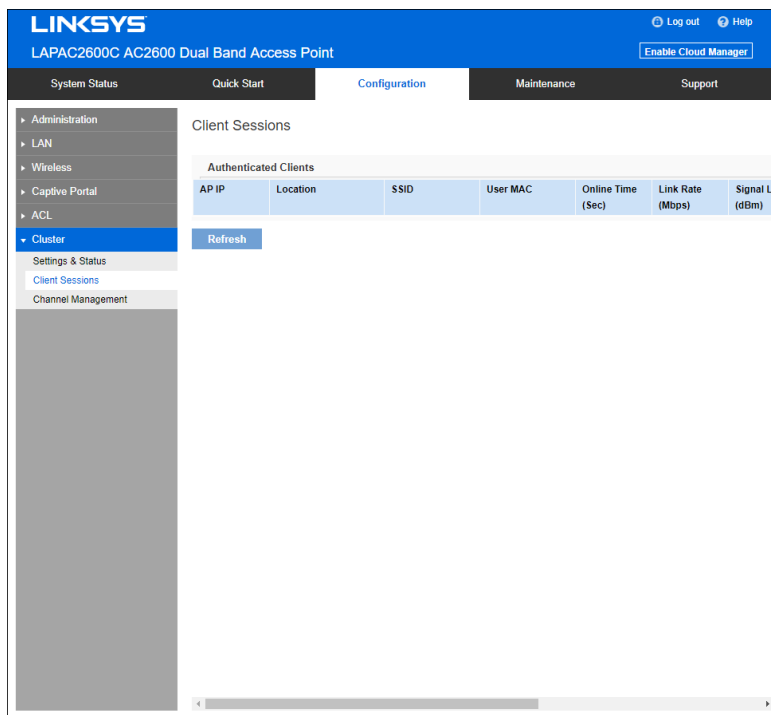 LINKSYS
Log out Help
LAPAC2600C AC2600 Dual Band Access Point
Enable Cloud Manager
System Status Quick Start Configuration Maintenance Support
Administration
LAN
Wireless
Captive Portal
ACL
Cluster
Settings & Status
Client Sessions
Channel Management
Client Sessions
Authenticated Clients
AP IP Location SSID User MAC Online Time Link Rate Signal L
(Sec) (Mbps) (dBm)
Refresh